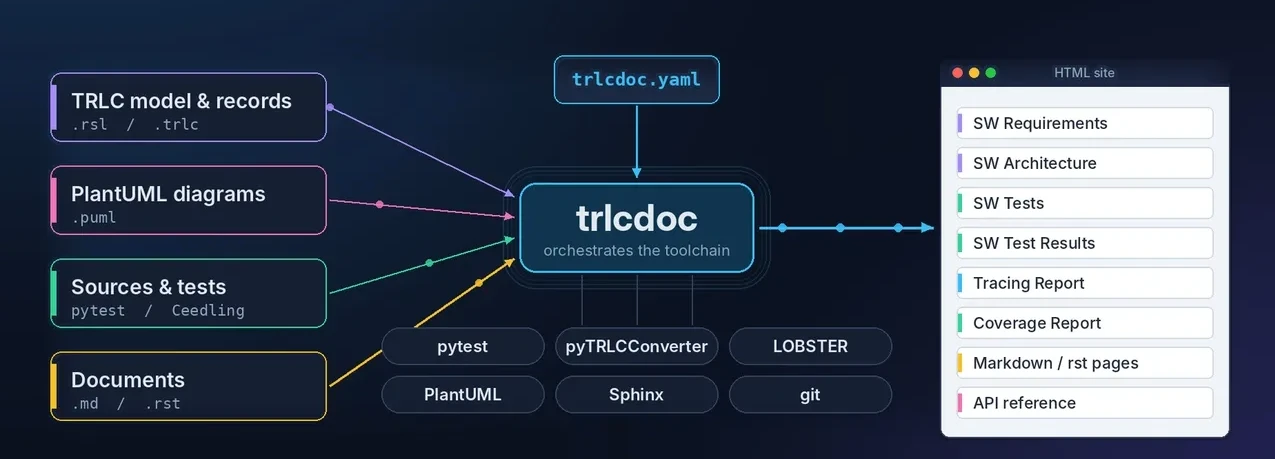 TRLC model & records
.rsl / .trlc
PlantUML diagrams
.puml
Sources & tests
pytest / Ceedling
Documents
.md / .rst
trlcdoc.yaml
trlcdoc
orchestrates the toolchain
pytest
pyTRLCConverter
LOBSTER
PlantUML
Sphinx
git
HTML site
SW Requirements
SW Architecture
SW Tests
SW Test Results
Tracing Report
Coverage Report
Markdown / rst pages
API reference